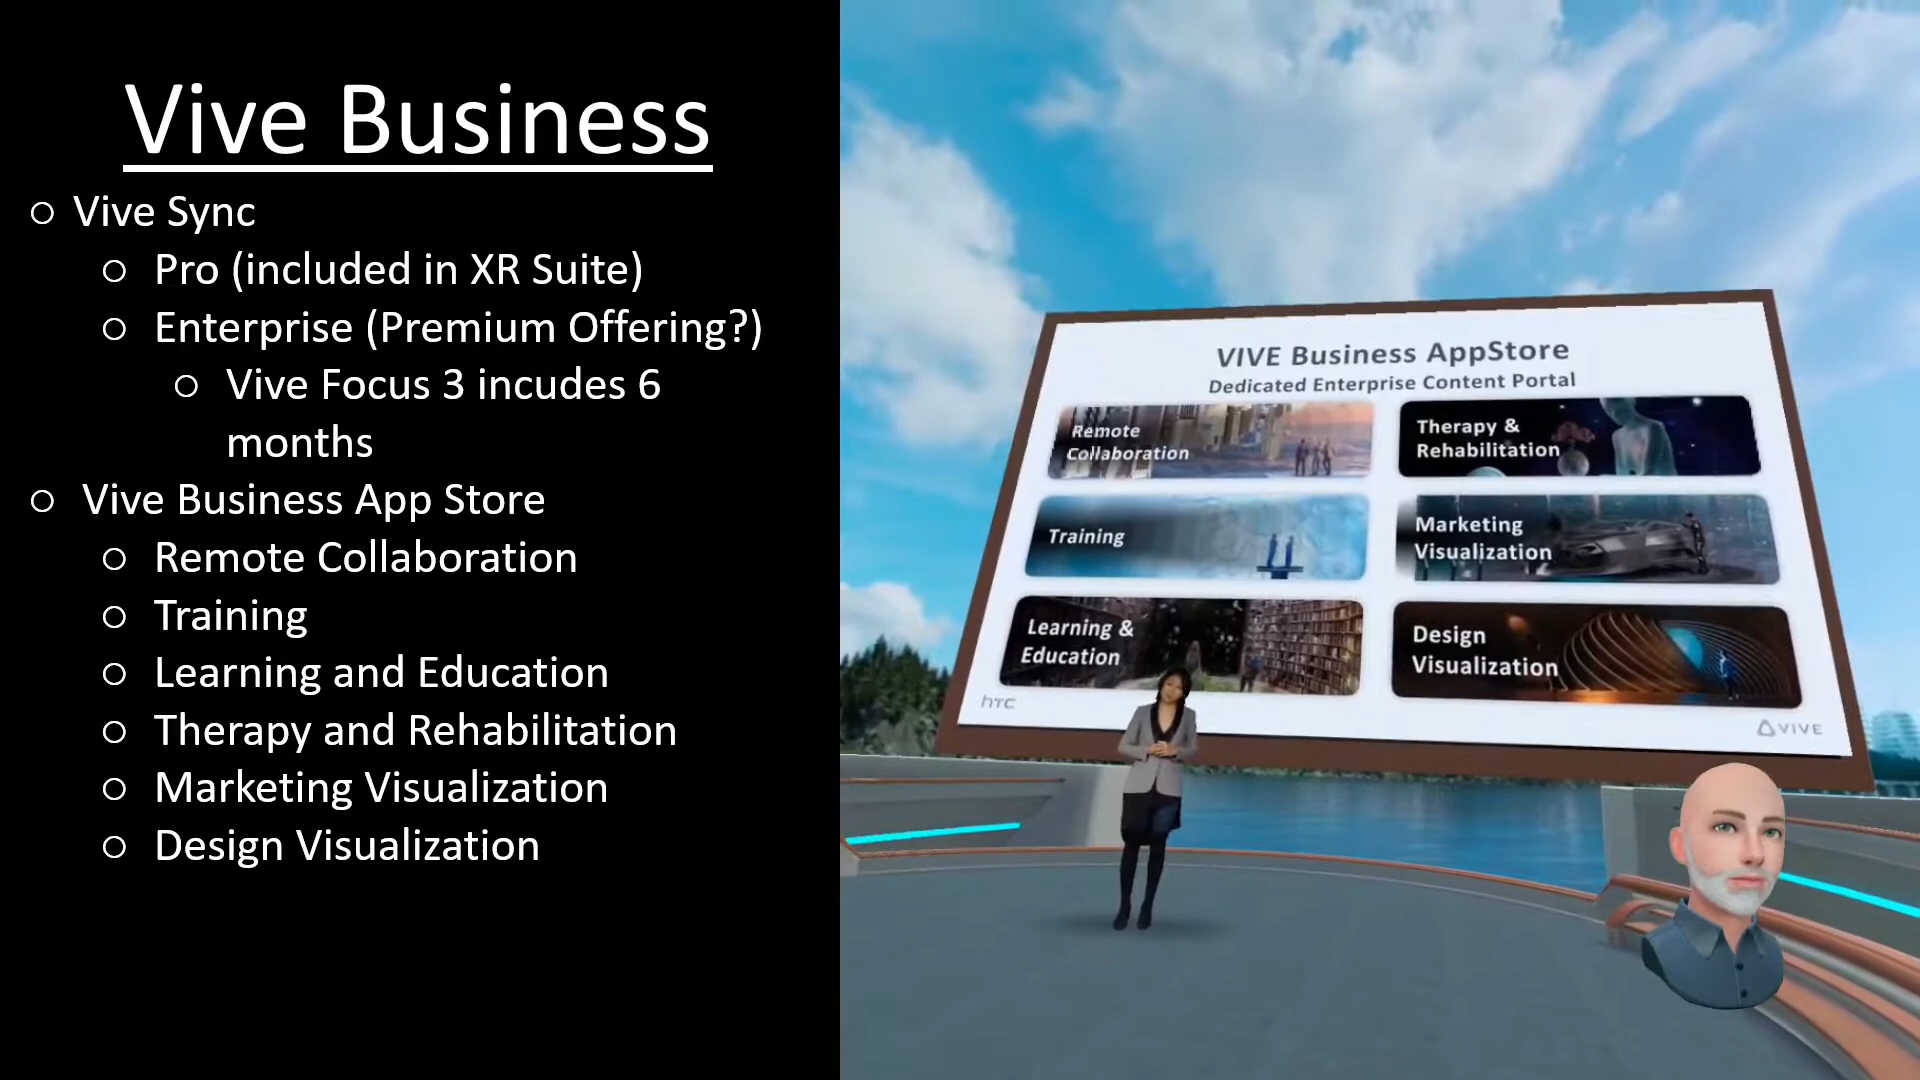 Vive Business
Vive Sync
Pro (included in XR Suite)
Enterprise (Premium Offering?)
Vive Focus 3 incudes 6
months
Vive Business App Store
Remote Collaboration
Training
Learning and Education
Therapy and Rehabilitation
Marketing Visualization
Design Visualization
VIVE Business AppStore
Dedicated Enterprise Content Portal
Remote
Collaboration
Therapy &
Rehabilitation
Training
Marketing
Visualization
Learning &
Education
Design
Visualization
hTC
VIVE